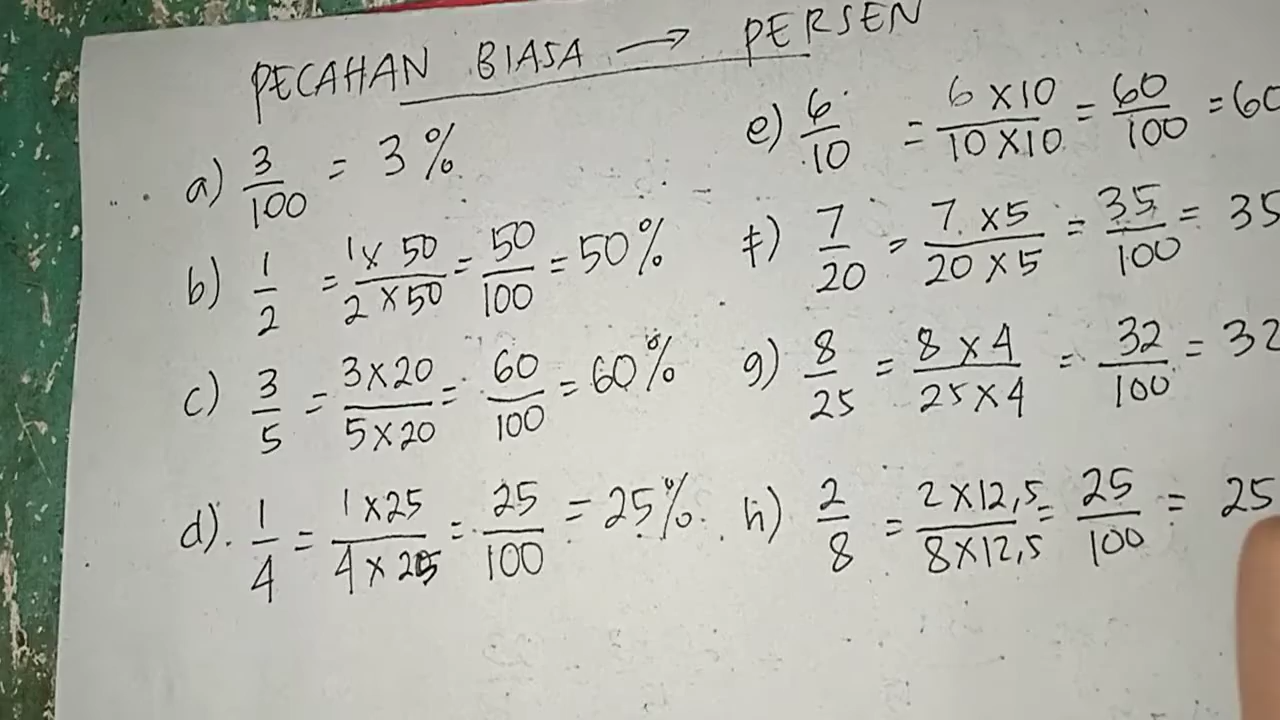 PECAHAN BIASA → PERSEN
a) 3/100 = 3%
b) 1/2 = 1 x 50 / 2 x 50 = 50/100 = 50%
c) 3/5 = 3 x 20 / 5 x 20 = 60/100 = 60%
d). 1/4 = 1 x 25 / 4 x 25 = 25/100 = 25%.
e) 6/10 = 6 x 10 / 10 x 10 = 60/100 = 60
f) 7/20 = 7 x 5 / 20 x 5 = 35/100 = 35
g) 8/25 = 8 x 4 / 25 x 4 = 32/100 = 32
h) 2/8 = 2 x 12,5 / 8 x 12,5 = 25/100 = 25